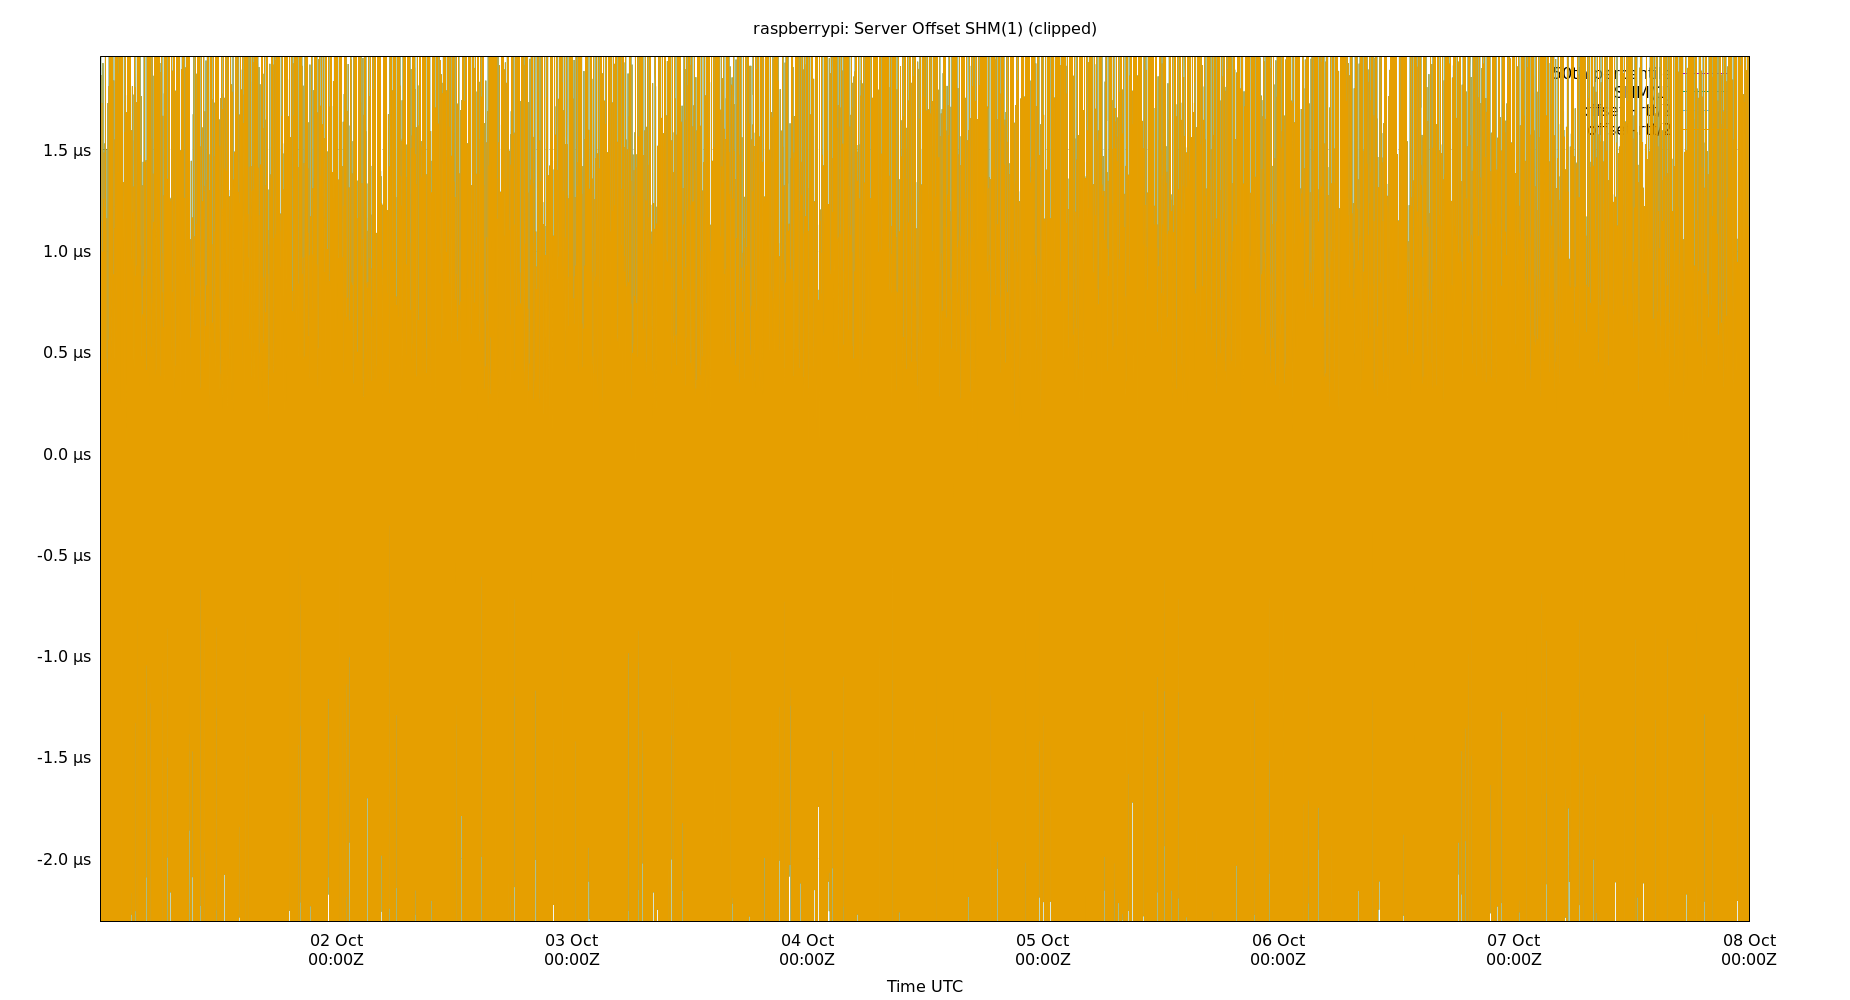 raspberrypi: Server Offset SHM(1) (clipped)
1.5 µs
1.0 µs
0.5 µs
0.0 µs
-0.5 µs
-1.0 µs
-1.5 µs
-2.0 µs
02 Oct 03 Oct 04 Oct 05 Oct 06 Oct 07 Oct 08 Oct
00:00Z 00:00Z 00:00Z 00:00Z 00:00Z 00:00Z 00:00Z
Time UTC